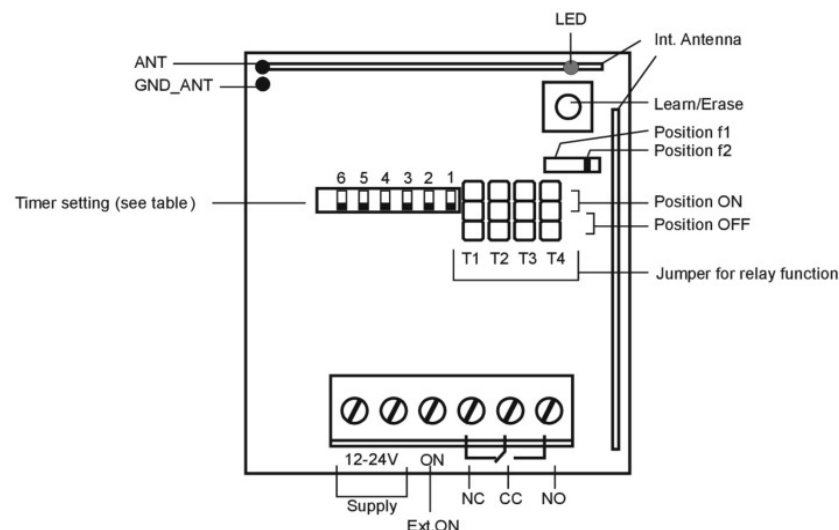 LED
Int. Antenna
ANT
GND_ANT
Learn/Erase
Position f1
Position f2
6 5 4 3 2 1
Timer setting (see table)
Position ON
Position OFF
T1 T2 T3 T4
Jumper for relay function
12-24V ON
NC CC NO
Supply
Ext.ON